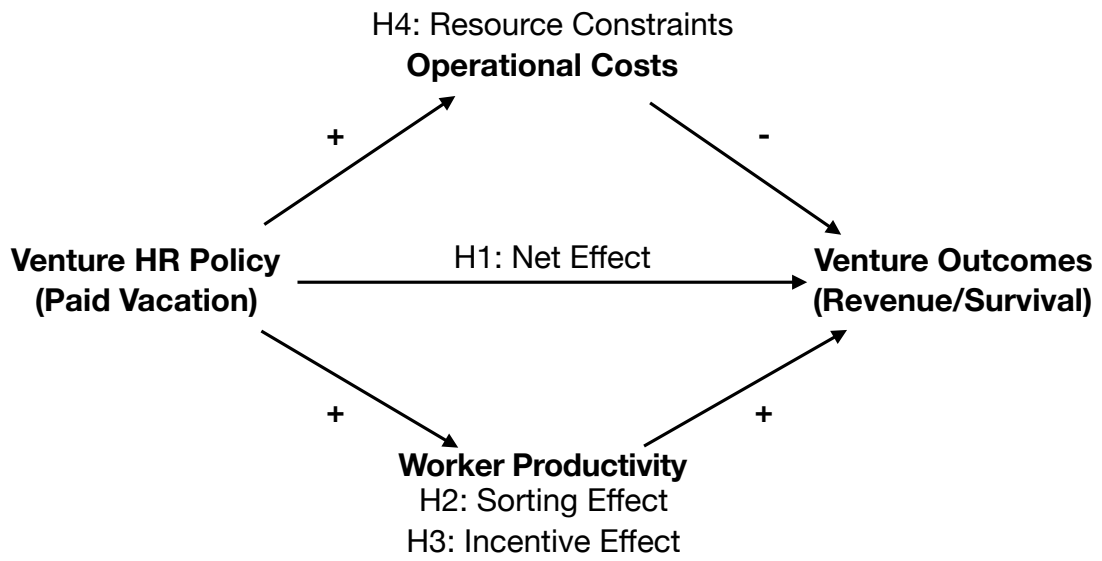 H4: Resource Constraints
Operational Costs
+
-
Venture HR Policy
(Paid Vacation)
H1: Net Effect
Venture Outcomes
(Revenue/Survival)
+
+
Worker Productivity
H2: Sorting Effect
H3: Incentive Effect